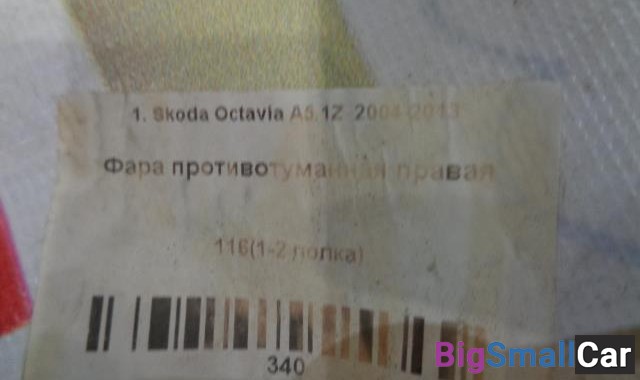 1. Skoda Octavia A5 1Z 2004-2013
Фара противотуманная правая
116(1-2 полка)
340
BigSmallCar